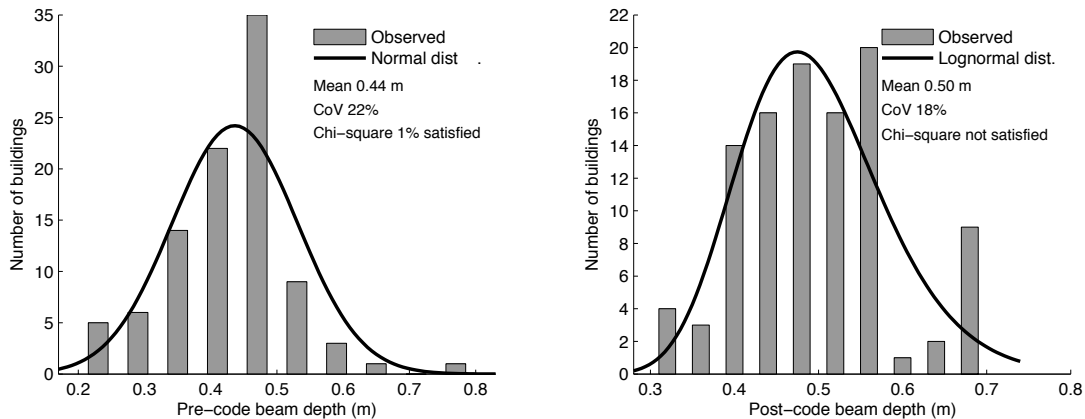 35
30
25
20
15
10
5
0
Number of buildings
Observed
Normal dist .
Mean 0.44 m
CoV 22%
Chi−square 1% satisfied
0.2 0.3 0.4 0.5 0.6 0.7 0.8
Pre−code beam depth (m)
22
20
18
16
14
12
10
8
6
4
2
0
Number of buildings
Observed
Lognormal dist.
Mean 0.50 m
CoV 18%
Chi−square not satisfied
0.3 0.4 0.5 0.6 0.7 0.8
Post−code beam depth (m)